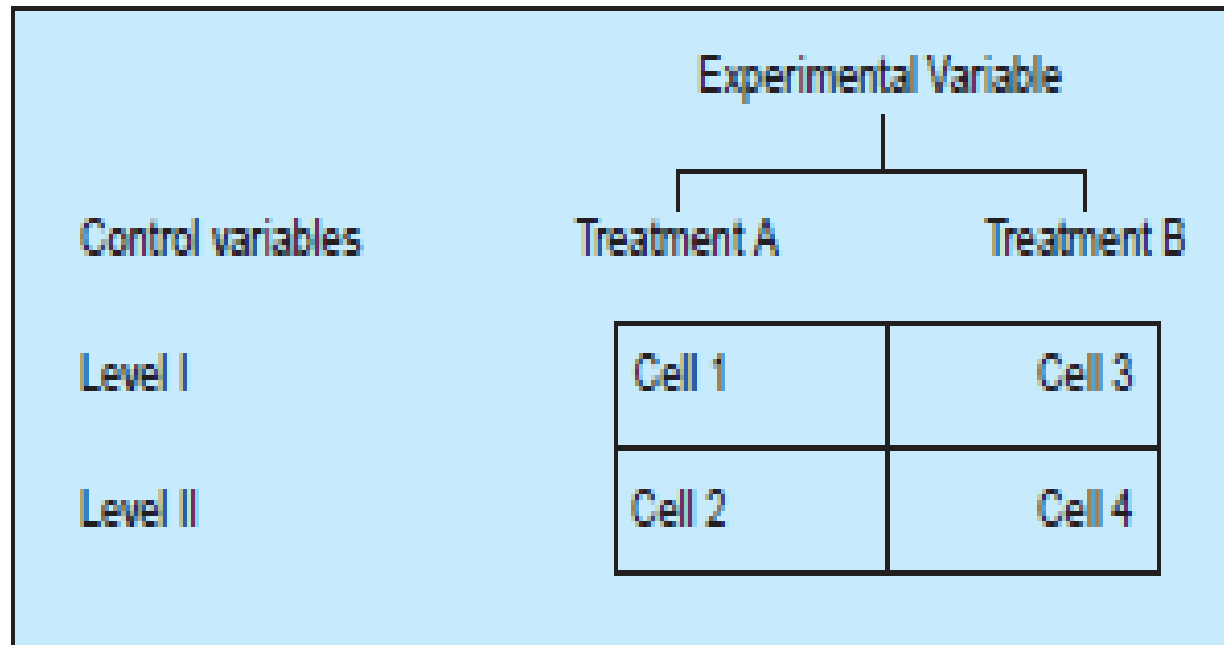 Experimental Variable
Control variables Treatment A Treatment B
Level I Cell 1 Cell 3
Level II Cell 2 Cell 4